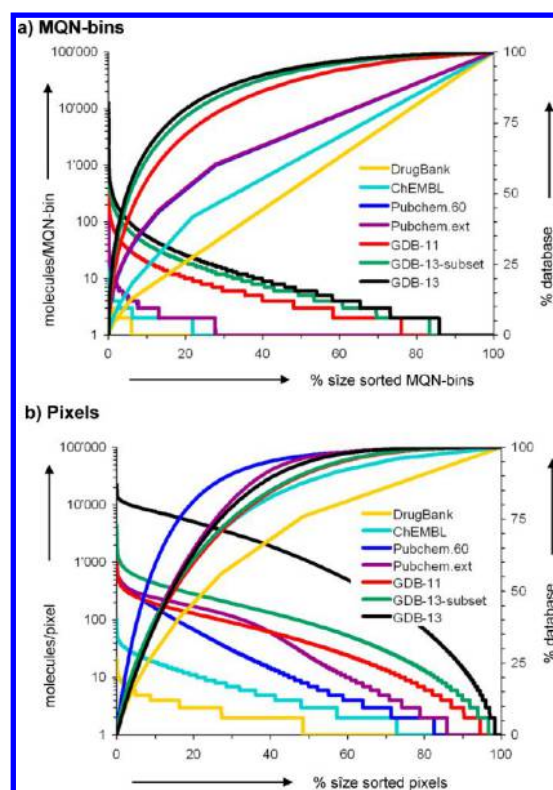 a) MQN-bins
100'000
10'000
1'000
100
10
1
molecules/MQN-bin
100
75
50
25
0
% database
DrugBank
ChEMBL
Pubchem.60
Pubchem.ext
GDB-11
GDB-13-subset
GDB-13
0 20 40 60 80 100
% size sorted MQN-bins
b) Pixels
100'000
10'000
1'000
100
10
1
molecules/pixel
100
75
50
25
0
% database
DrugBank
ChEMBL
Pubchem.60
Pubchem.ext
GDB-11
GDB-13-subset
GDB-13
0 20 40 60 80 100
% size sorted pixels